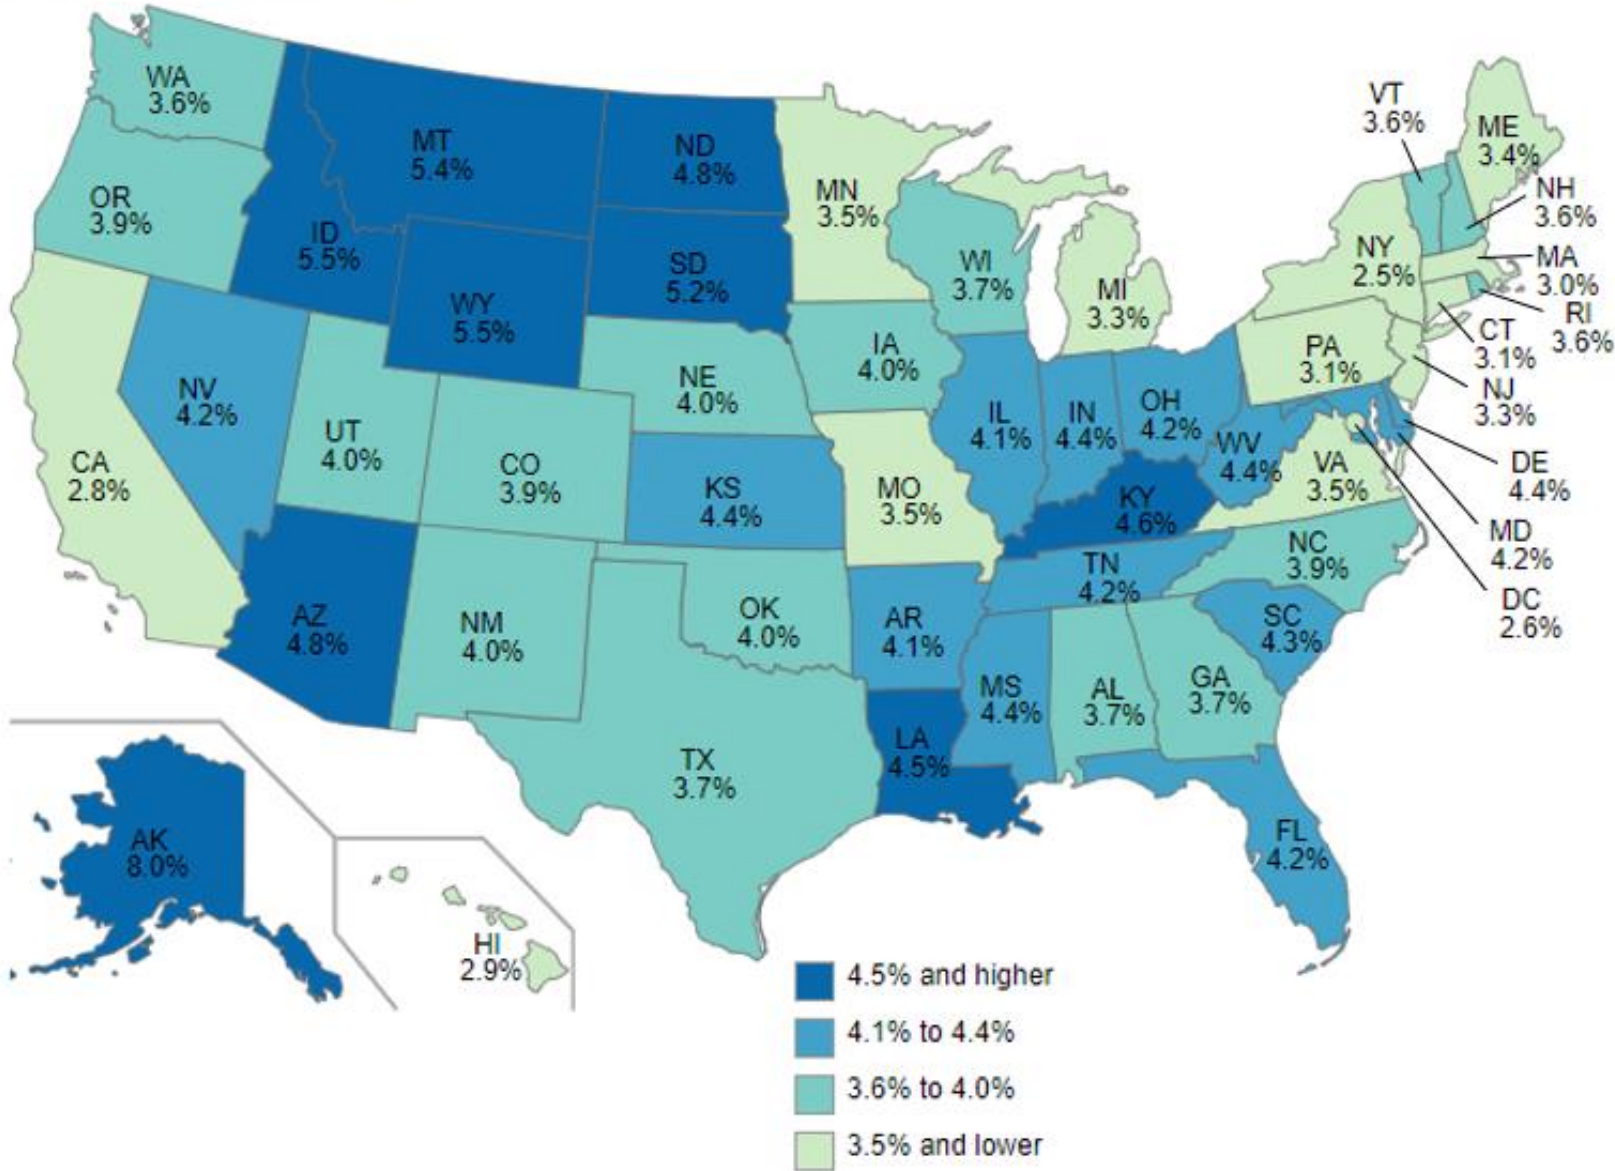 WA
3.6%
MT
5.4%
ND
4.8%
MN
3.5%
VT
3.6%
ME
3.4%
OR
3.9%
ID
5.5%
SD
5.2%
WY
5.5%
WI
3.7%
MI
3.3%
NY
2.5%
NH
3.6%
MA
3.0%
RI
3.6%
CT
3.1%
NJ
3.3%
PA
3.1%
IA
4.0%
NE
4.0%
NV
4.2%
UT
4.0%
CO
3.9%
CA
2.8%
KS
4.4%
MO
3.5%
IL
4.1%
IN
4.4%
OH
4.2%
WV
4.4%
VA
3.5%
KY
4.6%
DE
4.4%
MD
4.2%
DC
2.6%
NC
3.9%
TN
4.2%
SC
4.3%
AZ
4.8%
NM
4.0%
OK
4.0%
AR
4.1%
MS
4.4%
AL
3.7%
GA
3.7%
LA
4.5%
TX
3.7%
FL
4.2%
AK
8.0%
HI
2.9%
4.5% and higher
4.1% to 4.4%
3.6% to 4.0%
3.5% and lower